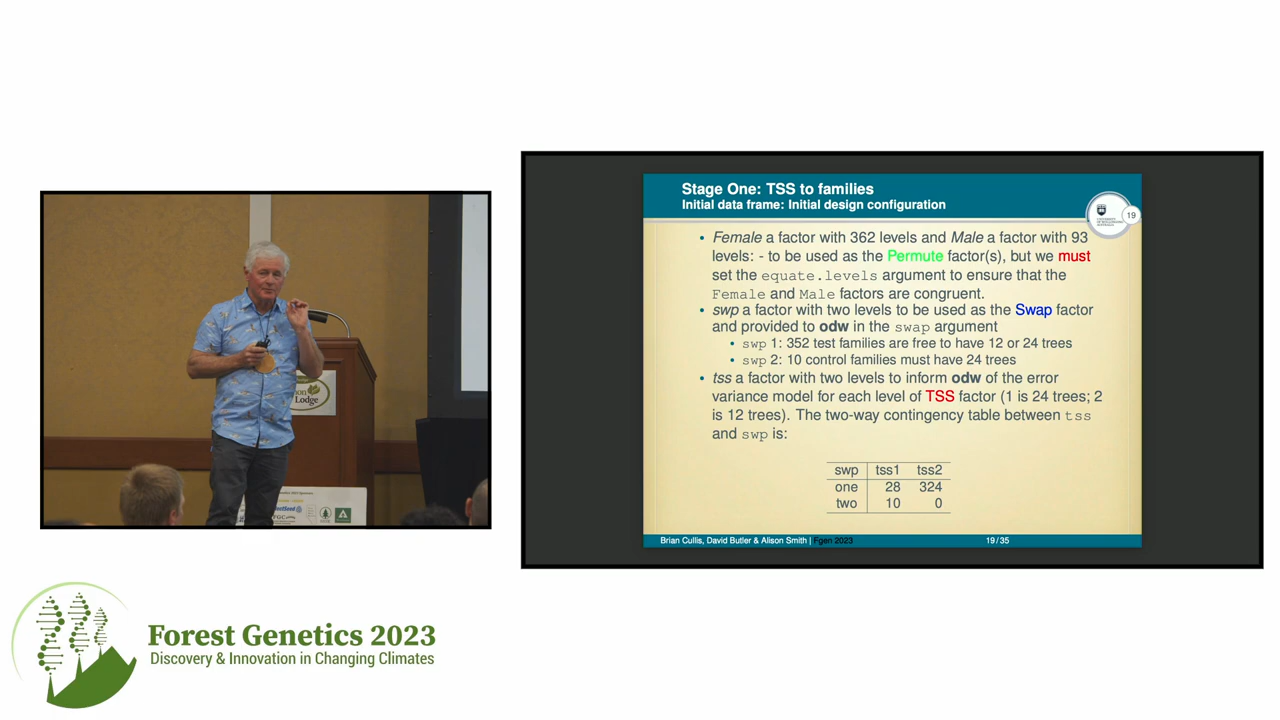 Stage One: TSS to families
Initial data frame: Initial design configuration
19
• Female a factor with 362 levels and Male a factor with 93
levels: - to be used as the Permute factor(s), but we must
set the equate.levels argument to ensure that the
Female and Male factors are congruent.
• swp a factor with two levels to be used as the Swap factor
and provided to odw in the swap argument
• swp 1: 352 test families are free to have 12 or 24 trees
• swp 2: 10 control families must have 24 trees
• tss a factor with two levels to inform odw of the error
variance model for each level of TSS factor (1 is 24 trees; 2
is 12 trees). The two-way contingency table between tss
and swp is:
swp tss1 tss2
one 28 324
two 10 0
Brian Cullis, David Butler & Alison Smith | Fgen 2023 19/35
Lodge
Forest Genetics 2023
Discovery & Innovation in Changing Climates